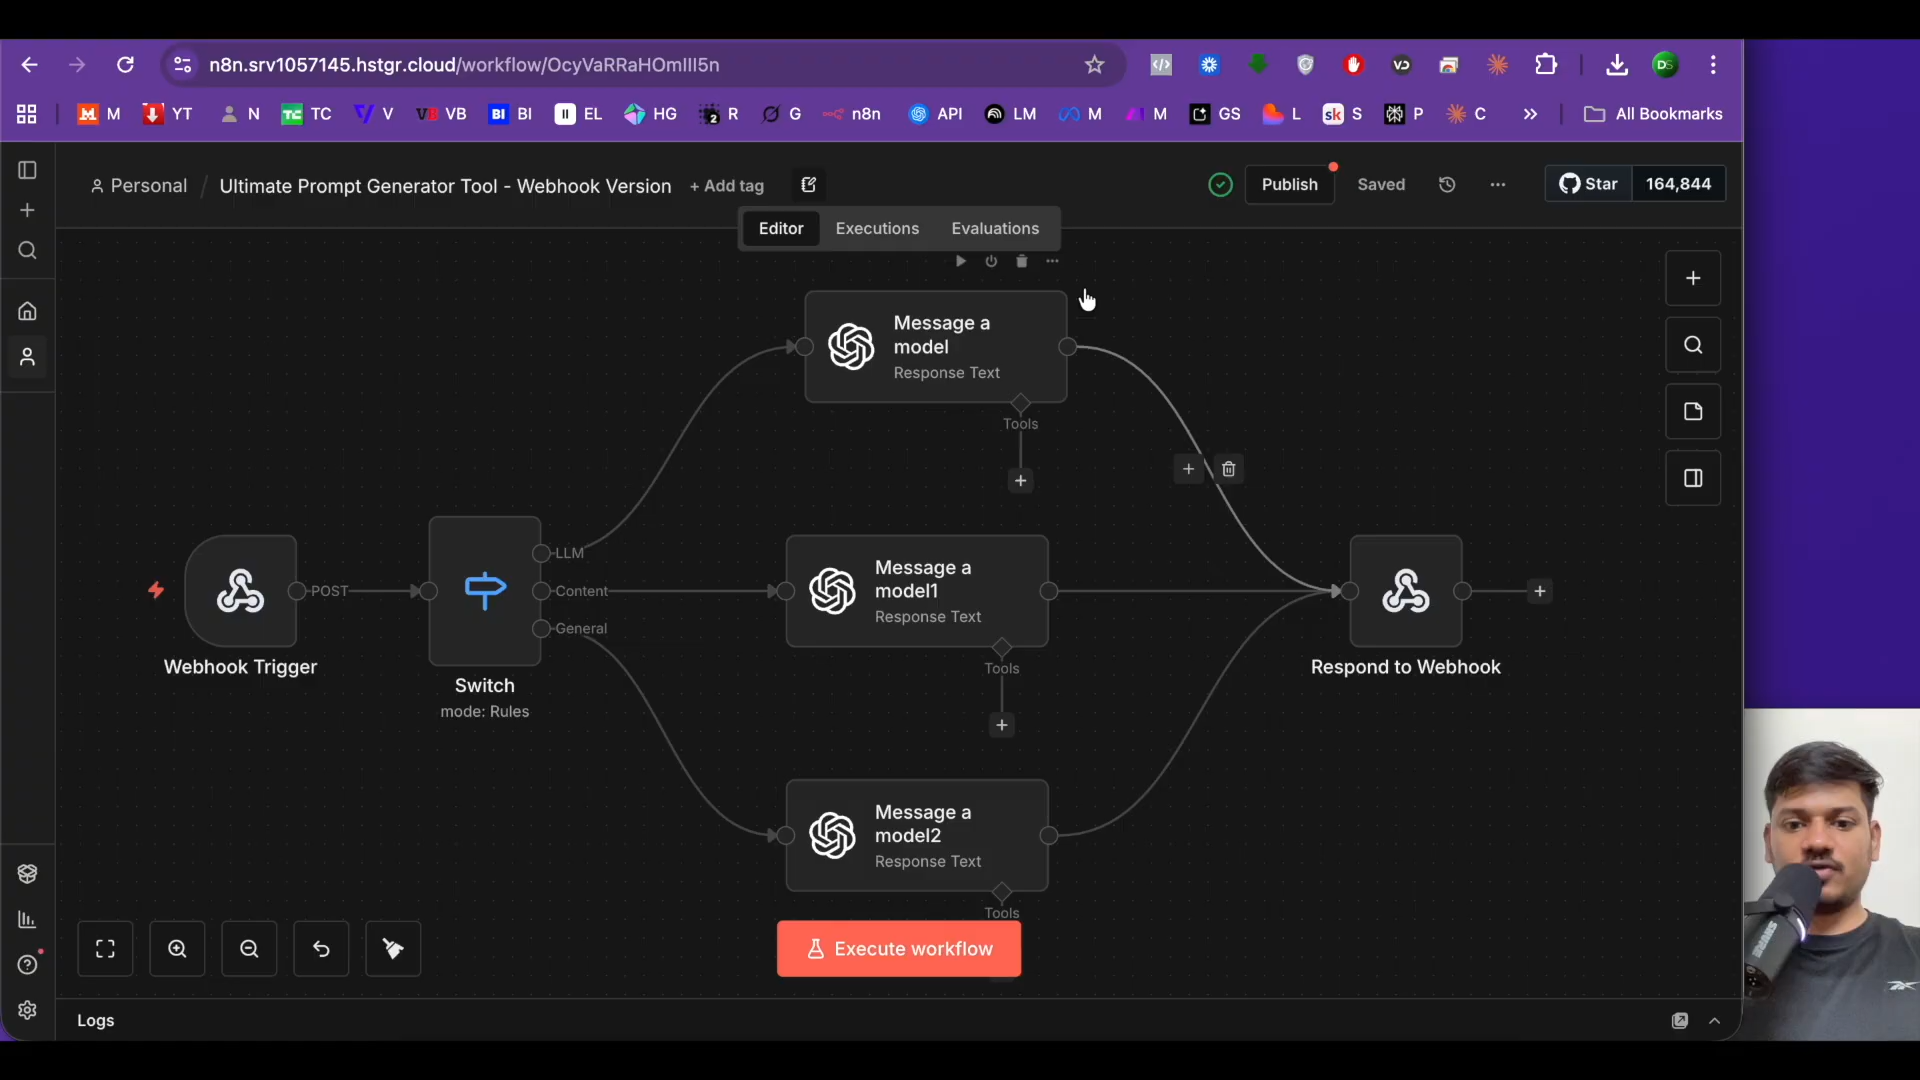 n8n.srv1057145.hstgr.cloud/workflow/OcyVaRRaHOmIII5n
M YT N TC V VB BI EL HG R G n8n API LM M M GS L S P C All Bookmarks
Personal / Ultimate Prompt Generator Tool - Webhook Version + Add tag
Publish Saved Star 164,844
Editor Executions Evaluations
Message a
model
Response Text
Tools
LLM
POST
Content
General
Message a
model1
Response Text
Tools
Webhook Trigger
Switch
mode: Rules
Respond to Webhook
Message a
model2
Response Text
Tools
Execute workflow
Logs